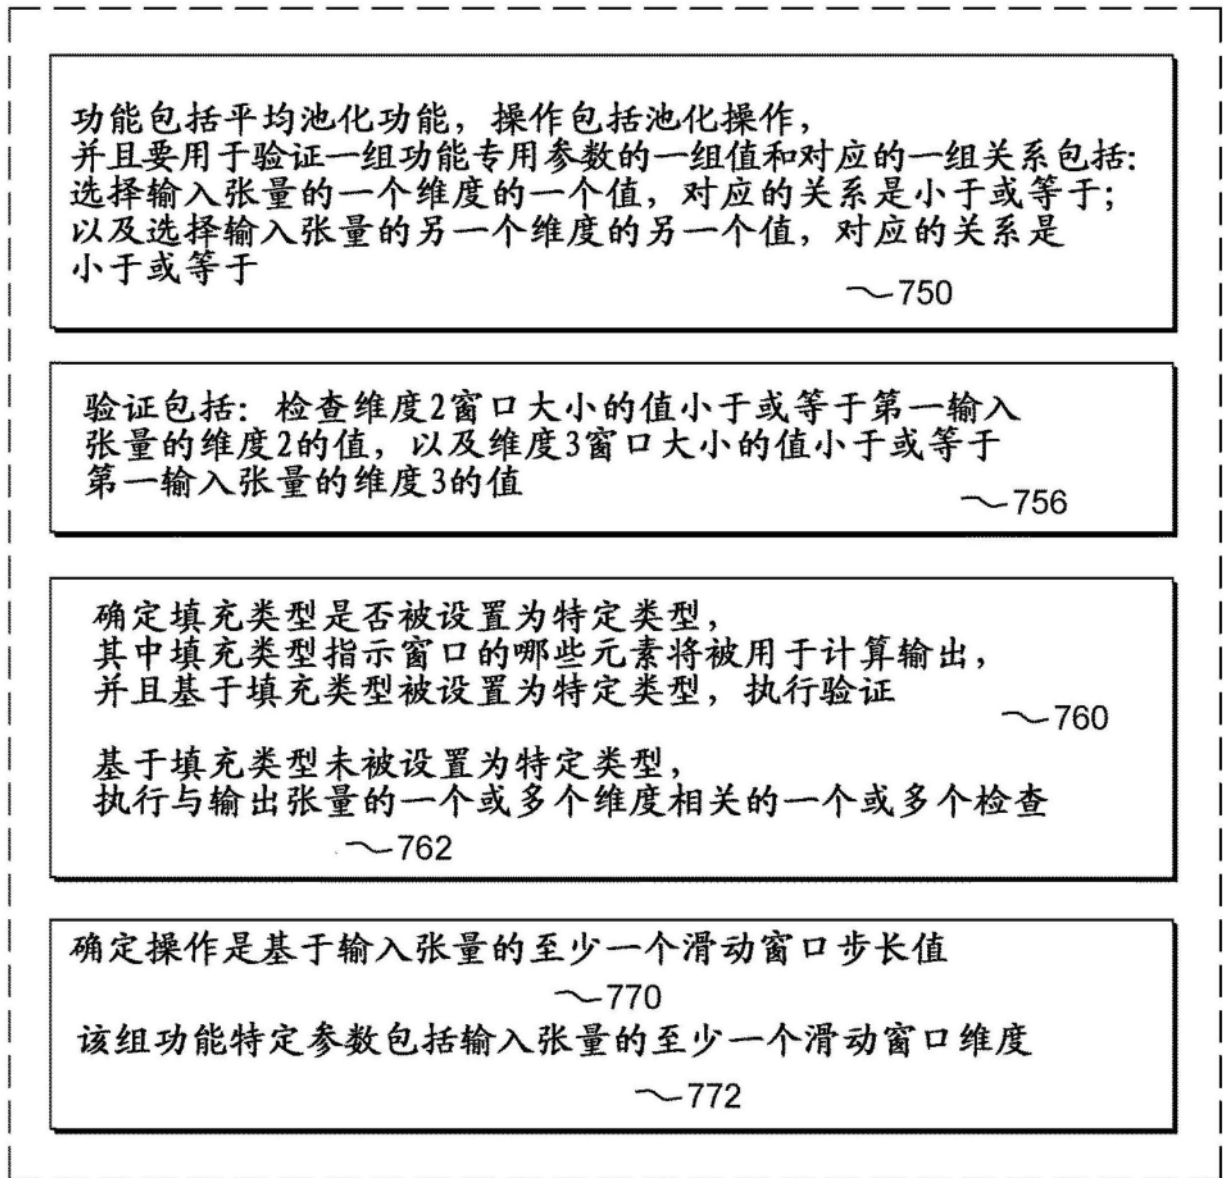 功能包括平均池化功能，操作包括池化操作，
并且要用于验证一组功能专用参数的一组值和对应的一组关系包括：
选择输入张量的一个维度的一个值，对应的关系是小于或等于；
以及选择输入张量的另一个维度的另一个值，对应的关系是
小于或等于
750
验证包括：检查维度2窗口大小的值小于或等于第一输入
张量的维度2的值，以及维度3窗口大小的值小于或等于
第一输入张量的维度3的值
756
确定填充类型是否被设置为特定类型，
其中填充类型指示窗口的哪些元素将被用于计算输出，
并且基于填充类型被设置为特定类型，执行验证
760
基于填充类型未被设置为特定类型，
执行与输出张量的一个或多个维度相关的一个或多个检查
762
确定操作是基于输入张量的至少一个滑动窗口步长值
770
该组功能特定参数包括输入张量的至少一个滑动窗口维度
772